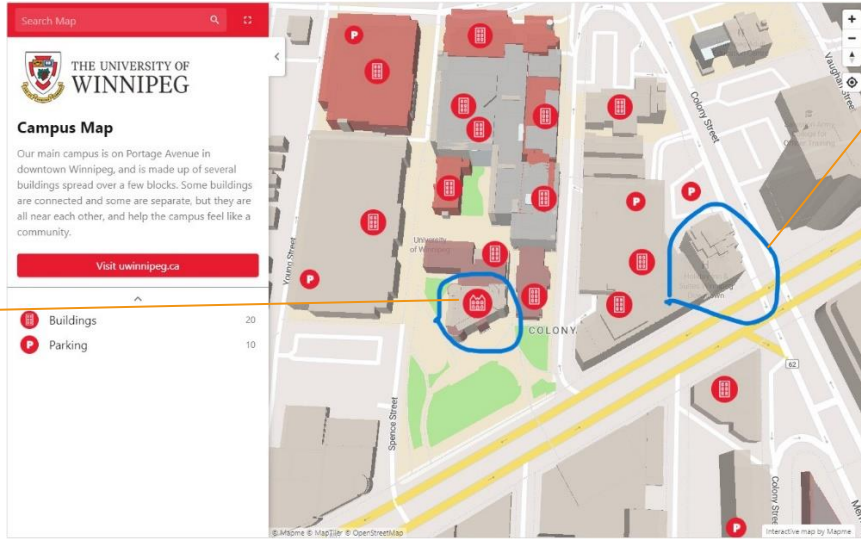 Search Map
THE UNIVERSITY OF
WINNIPEG
Campus Map
Our main campus is on Portage Avenue in
downtown Winnipeg, and is made up of several
buildings spread over a few blocks. Some buildings
are connected and some are separate, but they are
all near each other, and help the campus feel like a
community.
Visit uwinnipeg.ca
Buildings 20
Parking 10
P
P
P
P
P
Young Street
Spence Street
University
of Winnipeg
COLONY
Colony Street
Vaughan Street
62
Colony Stree
P
© Mapme © MapTiler © OpenStreetMap
Interactive map by Mapme